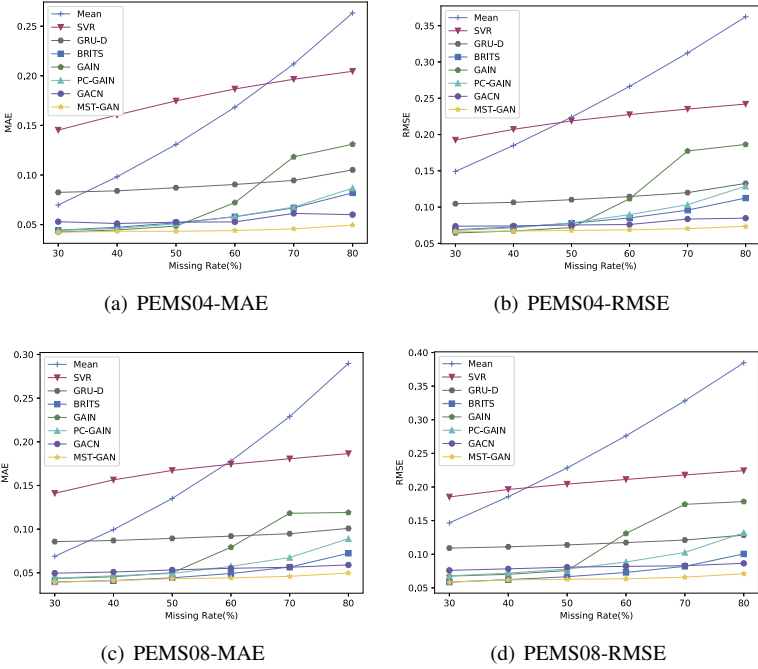 Mean
SVR
GRU-D
BRITS
GAIN
PC-GAIN
GACN
MST-GAN
0.25
0.20
0.15
0.10
0.05
MAE
30 40 50 60 70 80
Missing Rate(%)
(a) PEMS04-MAE
Mean
SVR
GRU-D
BRITS
GAIN
PC-GAIN
GACN
MST-GAN
0.35
0.30
0.25
0.20
0.15
0.10
0.05
RMSE
30 40 50 60 70 80
Missing Rate(%)
(b) PEMS04-RMSE
Mean
SVR
GRU-D
BRITS
GAIN
PC-GAIN
GACN
MST-GAN
0.30
0.25
0.20
0.15
0.10
0.05
MAE
30 40 50 60 70 80
Missing Rate(%)
(c) PEMS08-MAE
Mean
SVR
GRU-D
BRITS
GAIN
PC-GAIN
GACN
MST-GAN
0.40
0.35
0.30
0.25
0.20
0.15
0.10
0.05
RMSE
30 40 50 60 70 80
Missing Rate(%)
(d) PEMS08-RMSE